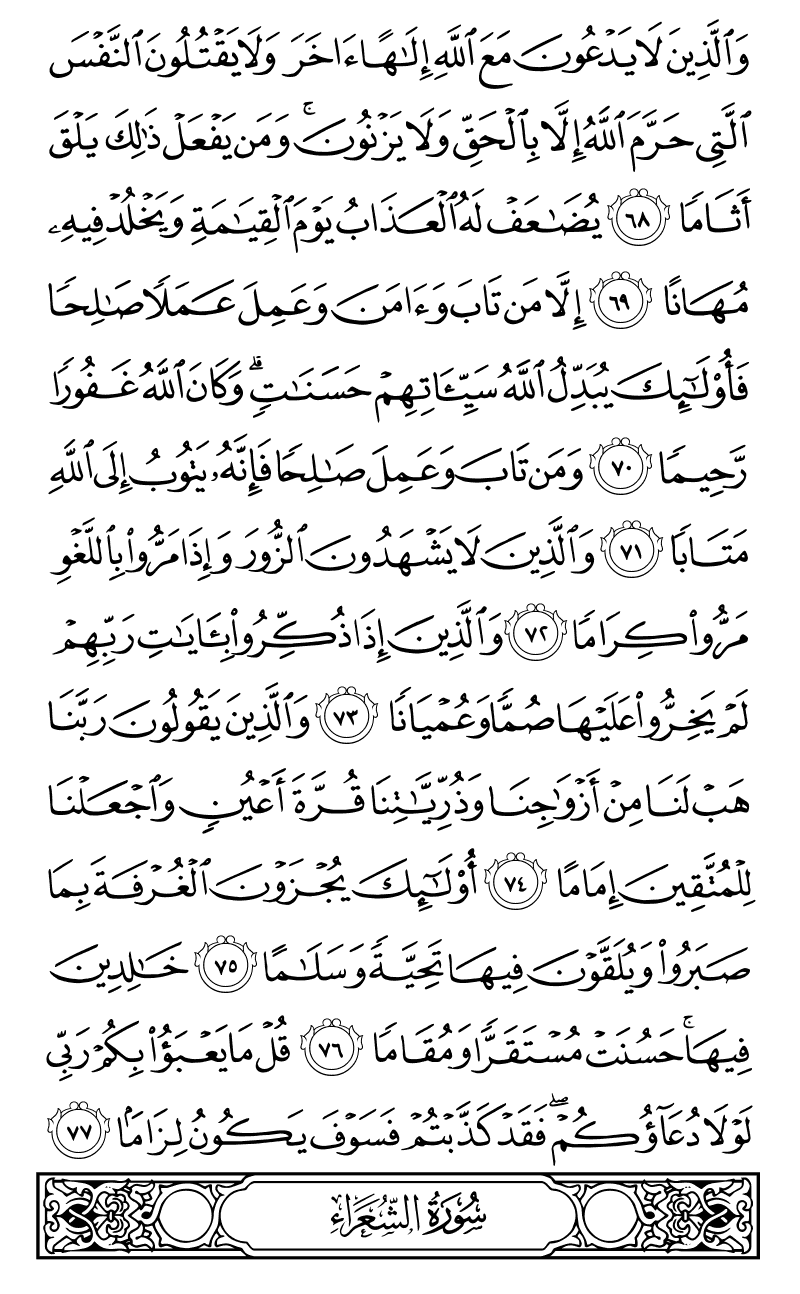 وَٱلَّذِينَ لَا يَدْعُونَ مَعَ ٱللَّهِ إِلَٰهًا ءَاخَرَ وَلَا يَقْتُلُونَ ٱلنَّفْسَ
ٱلَّتِى حَرَّمَ ٱللَّهُ إِلَّا بِٱلْحَقِّ وَلَا يَزْنُونَ ۚ وَمَن يَفْعَلْ ذَٰلِكَ يَلْقَ
أَثَامًا ٦٨ يُضَٰعَفْ لَهُ ٱلْعَذَابُ يَوْمَ ٱلْقِيَٰمَةِ وَيَخْلُدْ فِيهِۦ
مُهَانًا ٦٩ إِلَّا مَن تَابَ وَءَامَنَ وَعَمِلَ عَمَلًا صَٰلِحًا
فَأُو۟لَٰٓئِكَ يُبَدِّلُ ٱللَّهُ سَيِّـَٔاتِهِمْ حَسَنَٰتٍ ۗ وَكَانَ ٱللَّهُ غَفُورًا
رَّحِيمًا ٧٠ وَمَن تَابَ وَعَمِلَ صَٰلِحًا فَإِنَّهُۥ يَتُوبُ إِلَى ٱللَّهِ
مَتَابًا ٧١ وَٱلَّذِينَ لَا يَشْهَدُونَ ٱلزُّورَ وَإِذَا مَرُّوا۟ بِٱللَّغْوِ
مَرُّوا۟ كِرَامًا ٧٢ وَٱلَّذِينَ إِذَا ذُكِّرُوا۟ بِـَٔايَٰتِ رَبِّهِمْ
لَمْ يَخِرُّوا۟ عَلَيْهَا صُمًّا وَعُمْيَانًا ٧٣ وَٱلَّذِينَ يَقُولُونَ رَبَّنَا
هَبْ لَنَا مِنْ أَزْوَٰجِنَا وَذُرِّيَّٰتِنَا قُرَّةَ أَعْيُنٍ وَٱجْعَلْنَا
لِلْمُتَّقِينَ إِمَامًا ٧٤ أُو۟لَٰٓئِكَ يُجْزَوْنَ ٱلْغُرْفَةَ بِمَا
صَبَرُوا۟ وَيُلَقَّوْنَ فِيهَا تَحِيَّةً وَسَلَٰمًا ٧٥ خَٰلِدِينَ
فِيهَا ۚ حَسُنَتْ مُسْتَقَرًّا وَمُقَامًا ٧٦ قُلْ مَا يَعْبَؤُا۟ بِكُمْ رَبِّى
لَوْلَا دُعَآؤُكُمْ ۖ فَقَدْ كَذَّبْتُمْ فَسَوْفَ يَكُونُ لِزَامًۢا ٧٧
سُورَةُ الشُّعَرَاءِ